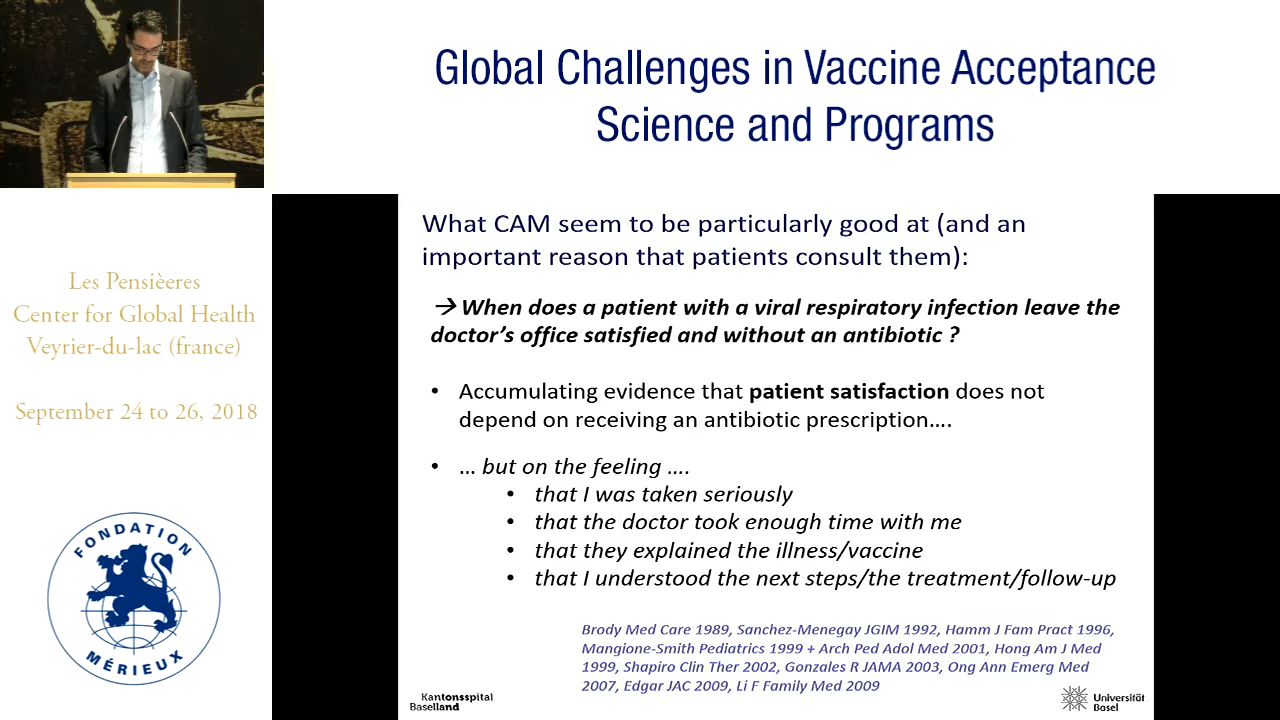 Global Challenges in Vaccine Acceptance
Science and Programs
Les Pensièeres
Center for Global Health
Veyrier-du-lac (france)
September 24 to 26, 2018
FONDATION
MÉRIEUX
What CAM seem to be particularly good at (and an
important reason that patients consult them):
→ When does a patient with a viral respiratory infection leave the
doctor's office satisfied and without an antibiotic ?
• Accumulating evidence that patient satisfaction does not
depend on receiving an antibiotic prescription....
• ... but on the feeling ....
• that I was taken seriously
• that the doctor took enough time with me
• that they explained the illness/vaccine
• that I understood the next steps/the treatment/follow-up
Brody Med Care 1989, Sanchez-Menegay JGIM 1992, Hamm J Fam Pract 1996,
Mangione-Smith Pediatrics 1999 + Arch Ped Adol Med 2001, Hong Am J Med
1999, Shapiro Clin Ther 2002, Gonzales R JAMA 2003, Ong Ann Emerg Med
2007, Edgar JAC 2009, Li F Family Med 2009
Kantonsspital
Baselland
Universität
Basel